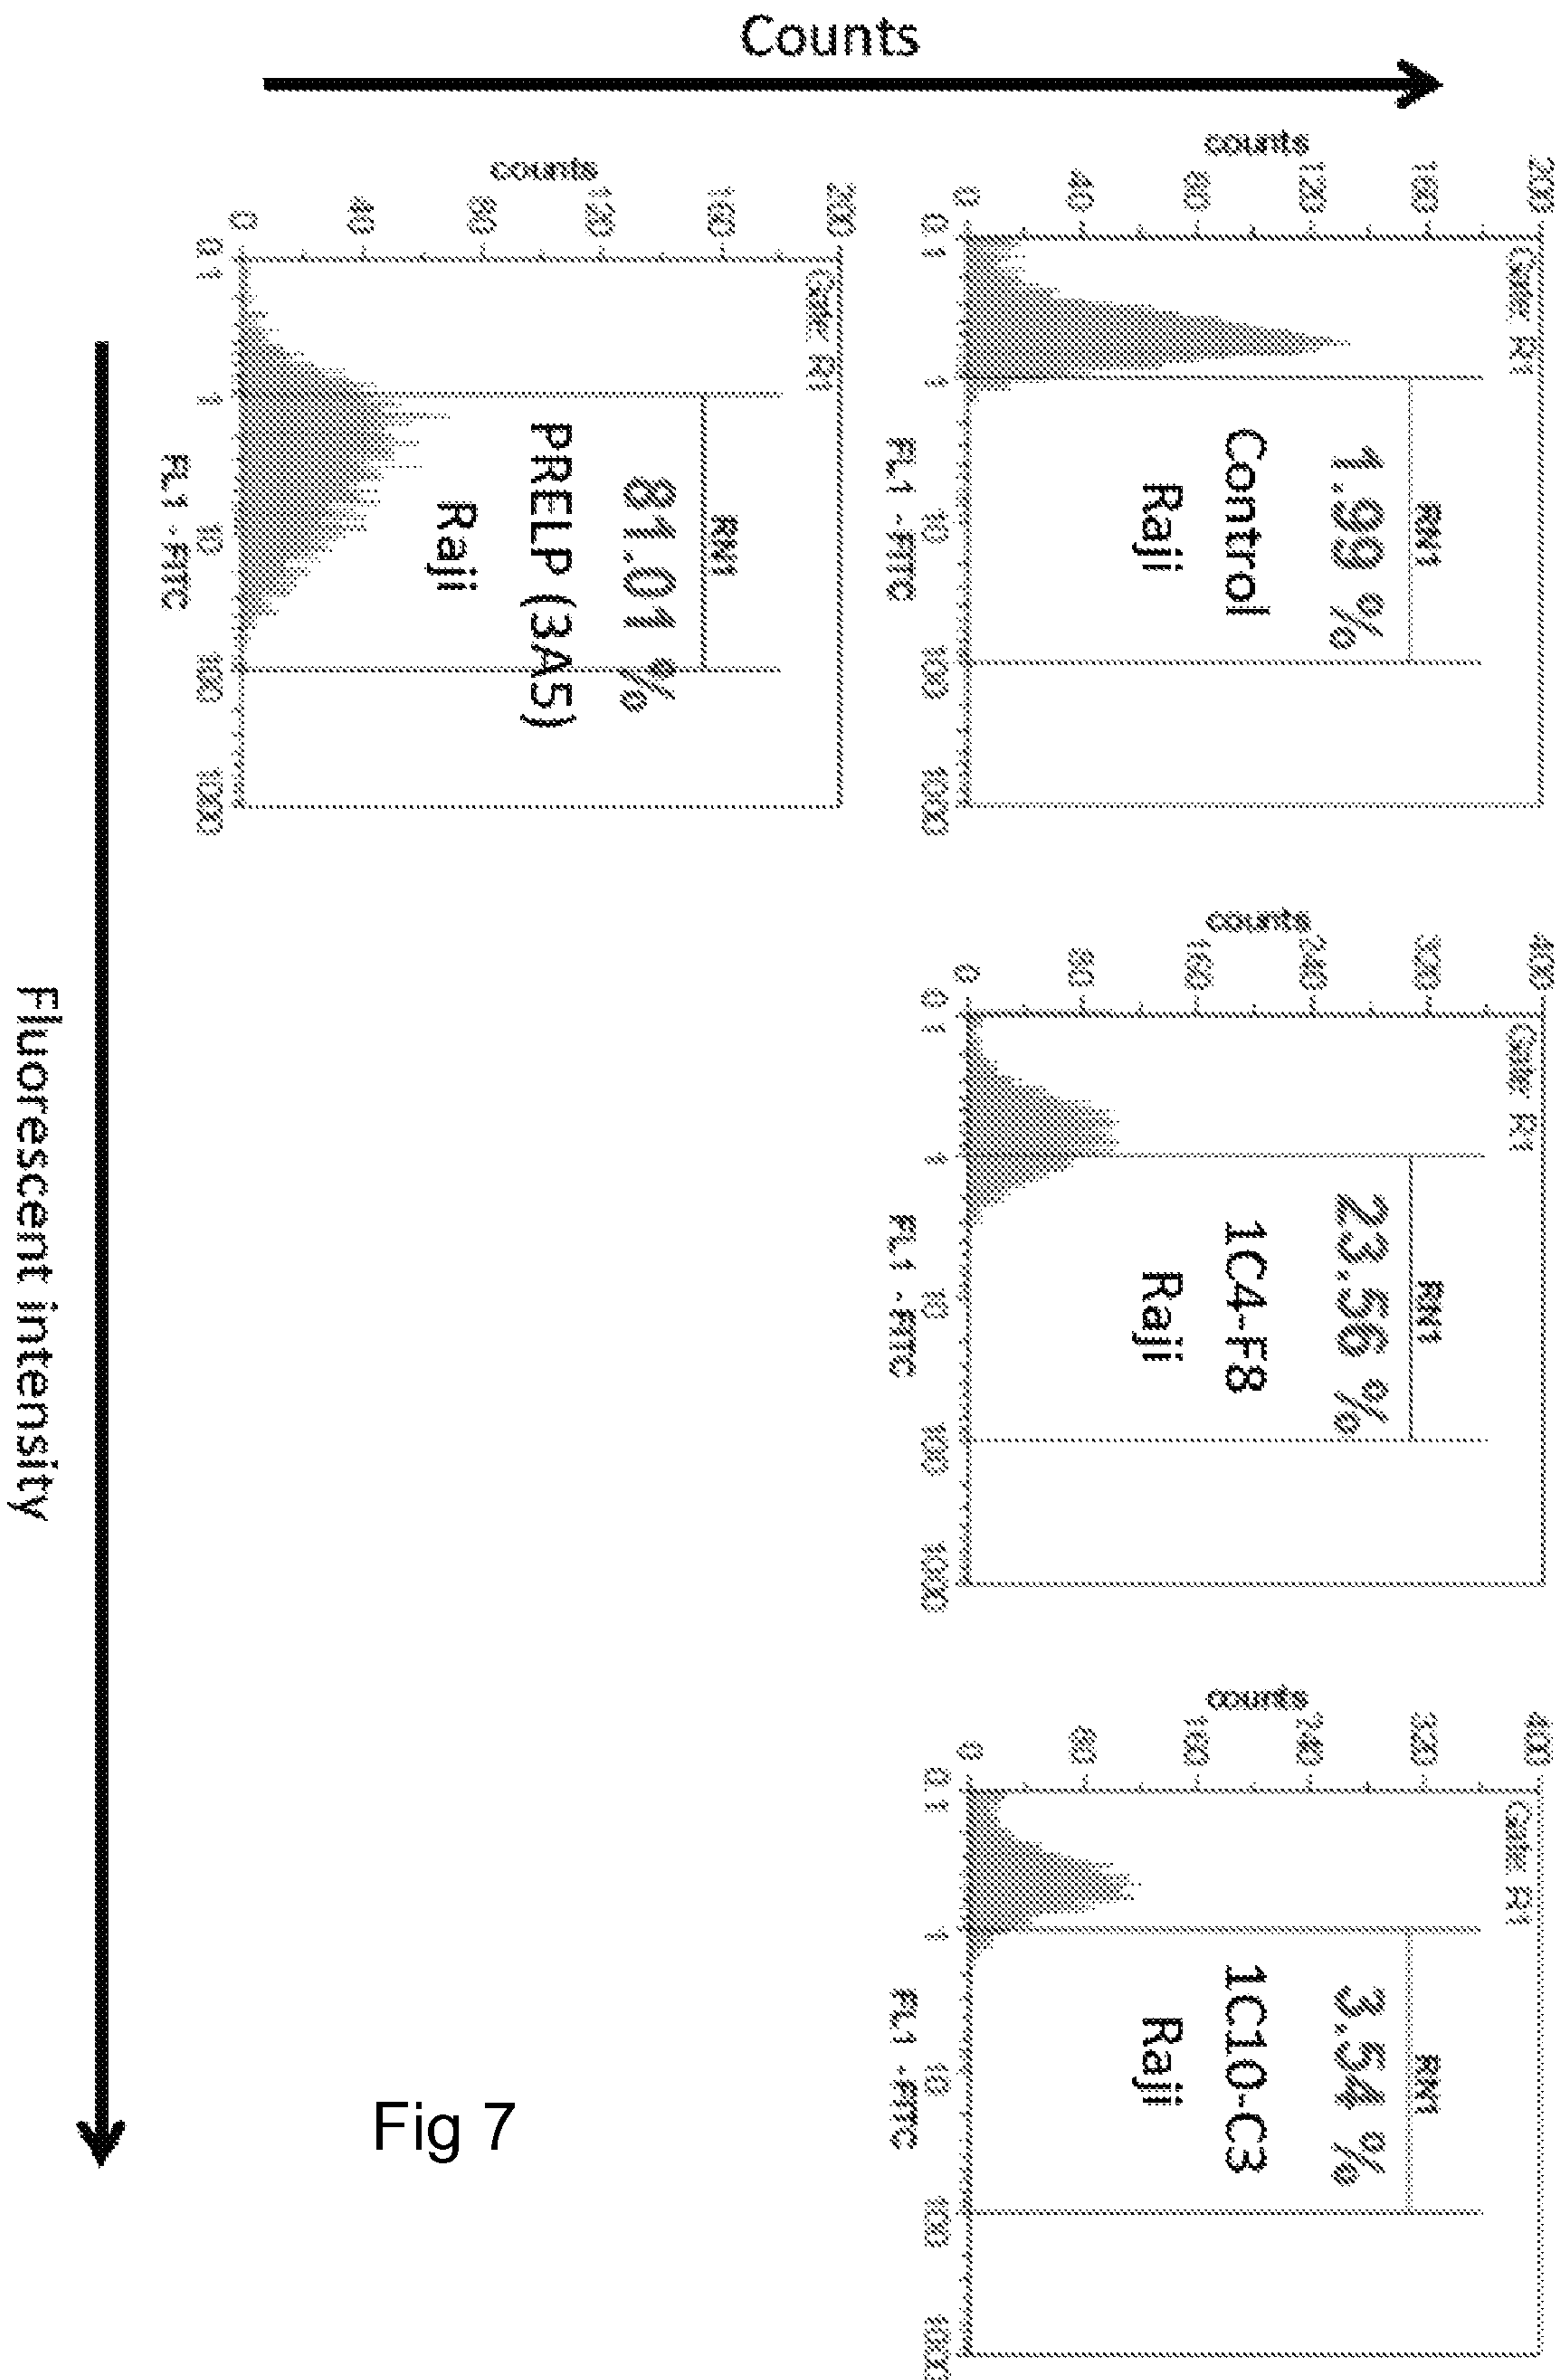 Counts
Gate: R1
RN1
1.99 %
Control
Raji
counts
200
160
120
80
40
0
0.1
1
10
100
1000
FL1 - FITC
Gate: R1
RN1
23.56 %
1C4-F8
Raji
counts
400
320
240
160
80
0
0.1
1
10
100
1000
FL1 - FITC
Gate: R1
RN1
3.54 %
1C10-C3
Raji
counts
400
320
240
160
80
0
0.1
1
10
100
1000
FL1 - FITC
Gate: R1
RN1
81.01 %
PRELP (3A5)
Raji
counts
200
160
120
80
40
0
0.1
1
10
100
1000
FL1 - FITC
Fluorescent intensity
Fig 7